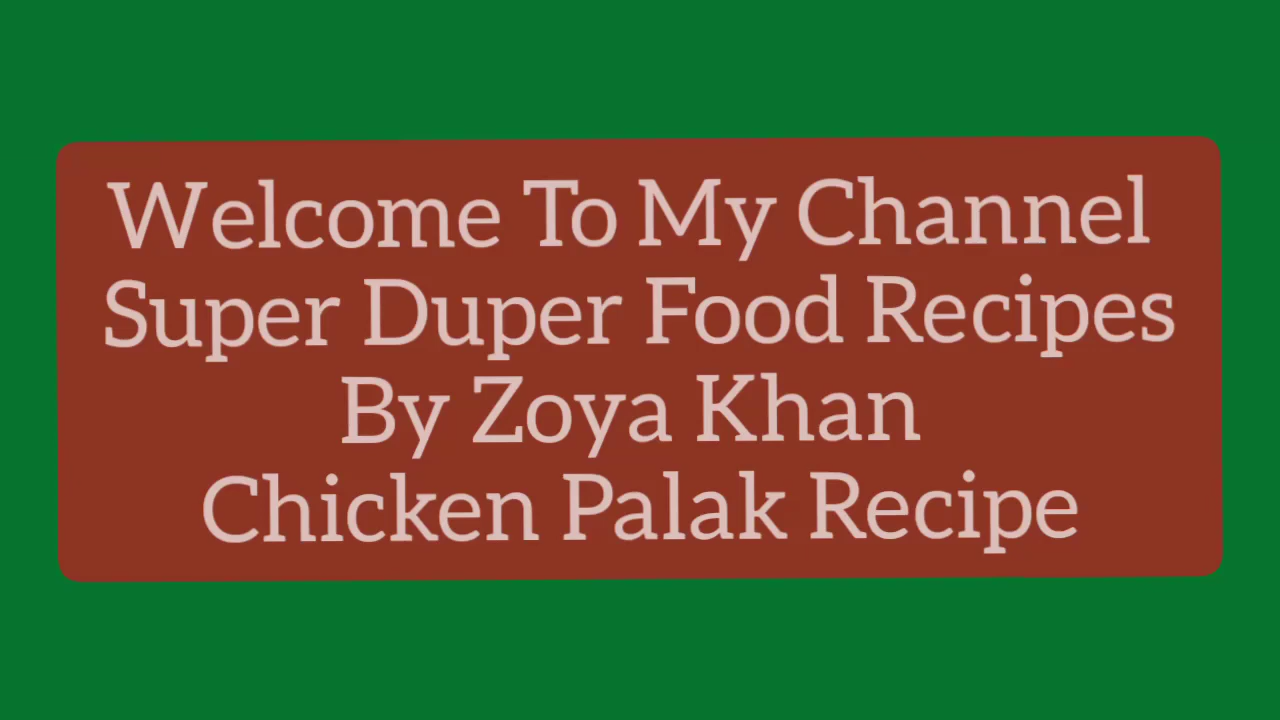 Welcome To My Channel
Super Duper Food Recipes
By Zoya Khan
Chicken Palak Recipe